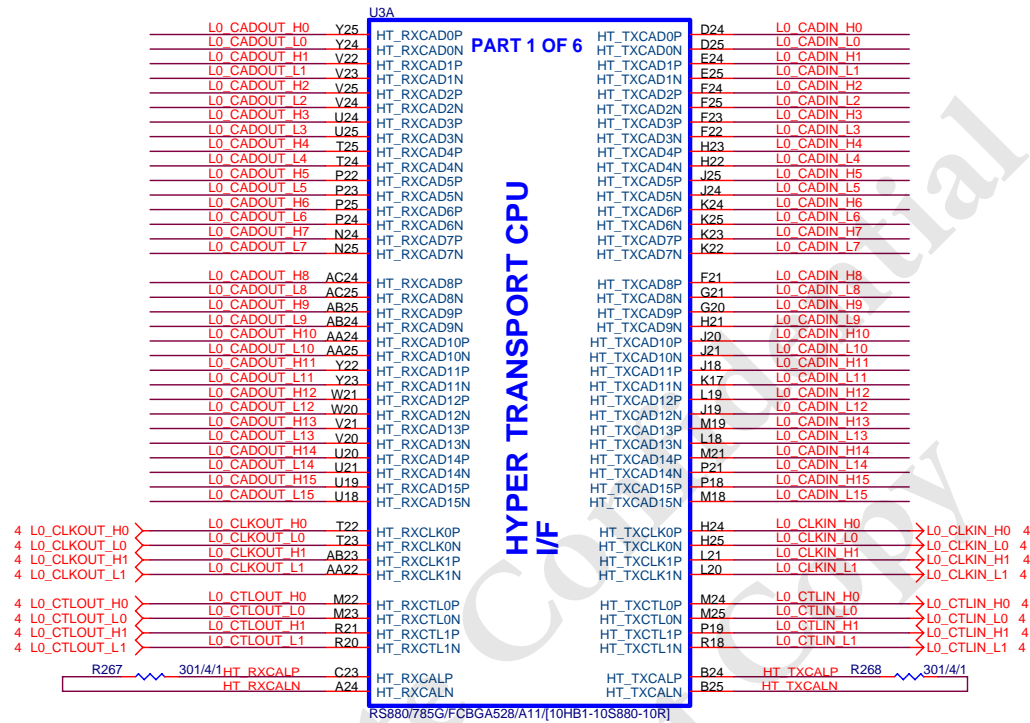 U3A
L0_CADOUT_H0 Y25 HT_RXCAD0P PART 1 OF 6 HT_TXCAD0P D24 L0_CADIN_H0
L0_CADOUT_L0 Y24 HT_RXCAD0N HT_TXCAD0N D25 L0_CADIN_L0
L0_CADOUT_H1 V22 HT_RXCAD1P HT_TXCAD1P E24 L0_CADIN_H1
L0_CADOUT_L1 V23 HT_RXCAD1N HT_TXCAD1N E25 L0_CADIN_L1
L0_CADOUT_H2 V25 HT_RXCAD2P HT_TXCAD2P F24 L0_CADIN_H2
L0_CADOUT_L2 V24 HT_RXCAD2N HT_TXCAD2N F25 L0_CADIN_L2
L0_CADOUT_H3 U24 HT_RXCAD3P HT_TXCAD3P F23 L0_CADIN_H3
L0_CADOUT_L3 U25 HT_RXCAD3N HT_TXCAD3N F22 L0_CADIN_L3
L0_CADOUT_H4 T25 HT_RXCAD4P HT_TXCAD4P H23 L0_CADIN_H4
L0_CADOUT_L4 T24 HT_RXCAD4N HT_TXCAD4N H22 L0_CADIN_L4
L0_CADOUT_H5 P22 HT_RXCAD5P HT_TXCAD5P J25 L0_CADIN_H5
L0_CADOUT_L5 P23 HT_RXCAD5N HT_TXCAD5N J24 L0_CADIN_L5
L0_CADOUT_H6 P25 HT_RXCAD6P HT_TXCAD6P K24 L0_CADIN_H6
L0_CADOUT_L6 P24 HT_RXCAD6N HT_TXCAD6N K25 L0_CADIN_L6
L0_CADOUT_H7 N24 HT_RXCAD7P HT_TXCAD7P K23 L0_CADIN_H7
L0_CADOUT_L7 N25 HT_RXCAD7N HT_TXCAD7N K22 L0_CADIN_L7
L0_CADOUT_H8 AC24 HT_RXCAD8P HT_TXCAD8P F21 L0_CADIN_H8
L0_CADOUT_L8 AC25 HT_RXCAD8N HT_TXCAD8N G21 L0_CADIN_L8
L0_CADOUT_H9 AB25 HT_RXCAD9P HT_TXCAD9P G20 L0_CADIN_H9
L0_CADOUT_L9 AB24 HT_RXCAD9N HT_TXCAD9N H21 L0_CADIN_L9
L0_CADOUT_H10 AA24 HT_RXCAD10P HT_TXCAD10P J20 L0_CADIN_H10
L0_CADOUT_L10 AA25 HT_RXCAD10N HT_TXCAD10N J21 L0_CADIN_L10
L0_CADOUT_H11 Y22 HT_RXCAD11P HT_TXCAD11P J18 L0_CADIN_H11
L0_CADOUT_L11 Y23 HT_RXCAD11N HT_TXCAD11N K17 L0_CADIN_L11
L0_CADOUT_H12 W21 HT_RXCAD12P HT_TXCAD12P L19 L0_CADIN_H12
L0_CADOUT_L12 W20 HT_RXCAD12N HT_TXCAD12N J19 L0_CADIN_L12
L0_CADOUT_H13 V21 HT_RXCAD13P HT_TXCAD13P M19 L0_CADIN_H13
L0_CADOUT_L13 V20 HT_RXCAD13N HT_TXCAD13N L18 L0_CADIN_L13
L0_CADOUT_H14 U20 HT_RXCAD14P HT_TXCAD14P M21 L0_CADIN_H14
L0_CADOUT_L14 U21 HT_RXCAD14N HT_TXCAD14N P21 L0_CADIN_L14
L0_CADOUT_H15 U19 HT_RXCAD15P HT_TXCAD15P P18 L0_CADIN_H15
L0_CADOUT_L15 U18 HT_RXCAD15N HT_TXCAD15N M18 L0_CADIN_L15
HYPER TRANSPORT CPU
I/F
4 L0_CLKOUT_H0 L0_CLKOUT_H0 T22 HT_RXCLK0P HT_TXCLK0P H24 L0_CLKIN_H0 L0_CLKIN_H0 4
4 L0_CLKOUT_L0 L0_CLKOUT_L0 T23 HT_RXCLK0N HT_TXCLK0N H25 L0_CLKIN_L0 L0_CLKIN_L0 4
4 L0_CLKOUT_H1 L0_CLKOUT_H1 AB23 HT_RXCLK1P HT_TXCLK1P L21 L0_CLKIN_H1 L0_CLKIN_H1 4
4 L0_CLKOUT_L1 L0_CLKOUT_L1 AA22 HT_RXCLK1N HT_TXCLK1N L20 L0_CLKIN_L1 L0_CLKIN_L1 4
4 L0_CTLOUT_H0 L0_CTLOUT_H0 M22 HT_RXCTL0P HT_TXCTL0P M24 L0_CTLIN_H0 L0_CTLIN_H0 4
4 L0_CTLOUT_L0 L0_CTLOUT_L0 M23 HT_RXCTL0N HT_TXCTL0N M25 L0_CTLIN_L0 L0_CTLIN_L0 4
4 L0_CTLOUT_H1 L0_CTLOUT_H1 R21 HT_RXCTL1P HT_TXCTL1P P19 L0_CTLIN_H1 L0_CTLIN_H1 4
4 L0_CTLOUT_L1 L0_CTLOUT_L1 R20 HT_RXCTL1N HT_TXCTL1N R18 L0_CTLIN_L1 L0_CTLIN_L1 4
R267 301/4/1 HT_RXCALP C23 HT_RXCALP HT_TXCALP B24 HT_TXCALP R268 301/4/1
HT_RXCALN A24 HT_RXCALN HT_TXCALN B25 HT_TXCALN
RS880/785G/FCBGA528/A11/[10HB1-10S880-10R]
Confidential
Copy